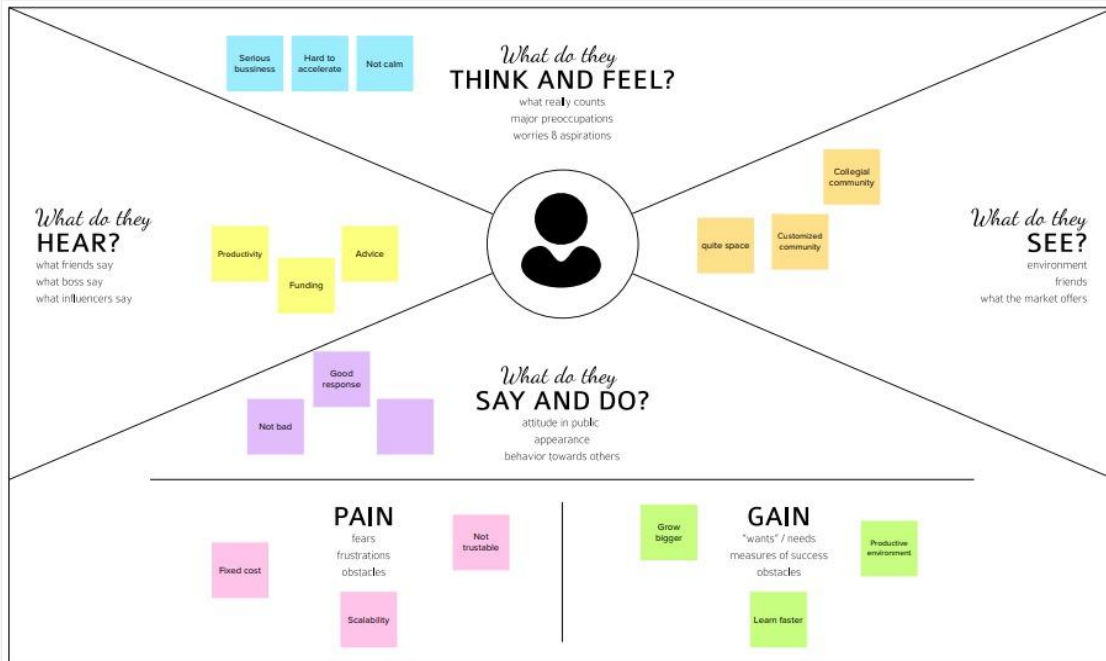 Serious
bussiness
Hard to
accelerate
Not calm
What do they
THINK AND FEEL?
what really counts
major preoccupations
worries & aspirations
What do they
HEAR?
what friends say
what boss say
what influencers say
Productivity
Funding
Advice
Collegial
community
quite space
Customized
community
What do they
SEE?
environment
friends
what the market offers
Good
response
Not bad
What do they
SAY AND DO?
attitude in public
appearance
behavior towards others
PAIN
fears
frustrations
obstacles
Fixed cost
Not
trustable
Scalability
Grow
bigger
GAIN
"wants" / needs
measures of success
obstacles
Productive
environment
Learn faster